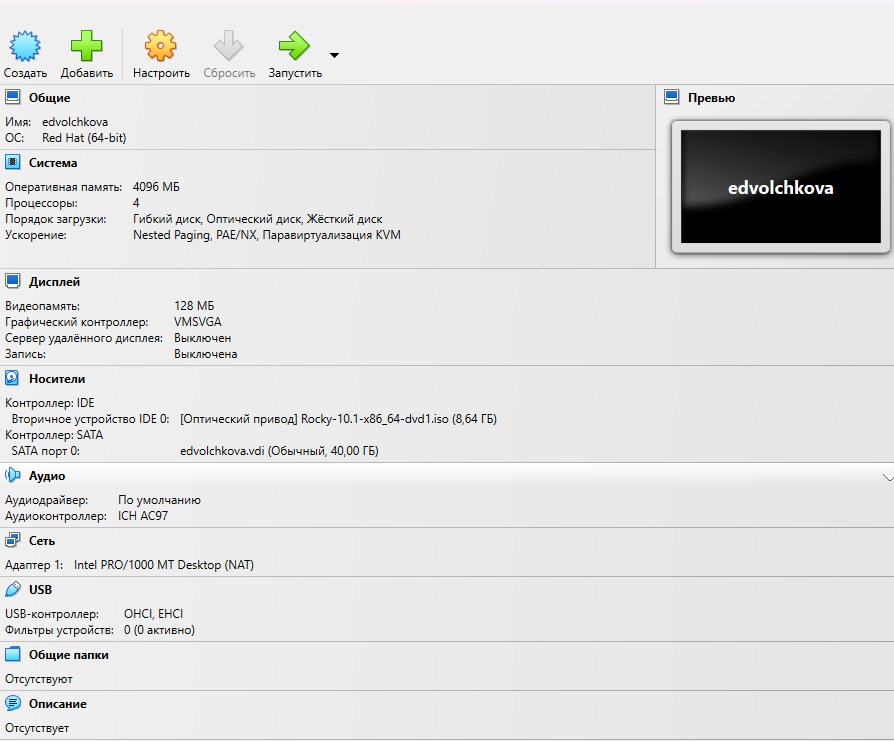 Создать Добавить Настроить Сбросить Запустить
Общие
Имя: edvolchkova
ОС: Red Hat (64-bit)
Превью
edvolchkova
Система
Оперативная память: 4096 МБ
Процессоры: 4
Порядок загрузки: Гибкий диск, Оптический диск, Жёсткий диск
Ускорение: Nested Paging, PAE/NX, Паравиртуализация KVM
Дисплей
Видеопамять: 128 МБ
Графический контроллер: VMSVGA
Сервер удалённого дисплея: Выключен
Запись: Выключена
Носители
Контроллер: IDE
Вторичное устройство IDE 0: [Оптический привод] Rocky-10.1-x86_64-dvd1.iso (8,64 ГБ)
Контроллер: SATA
SATA порт 0: edvolchkova.vdi (Обычный, 40,00 ГБ)
Аудио
Аудиодрайвер: По умолчанию
Аудиоконтроллер: ICH AC97
Сеть
Адаптер 1: Intel PRO/1000 MT Desktop (NAT)
USB
USB-контроллер: OHCI, EHCI
Фильтры устройств: 0 (0 активно)
Общие папки
Отсутствуют
Описание
Отсутствует